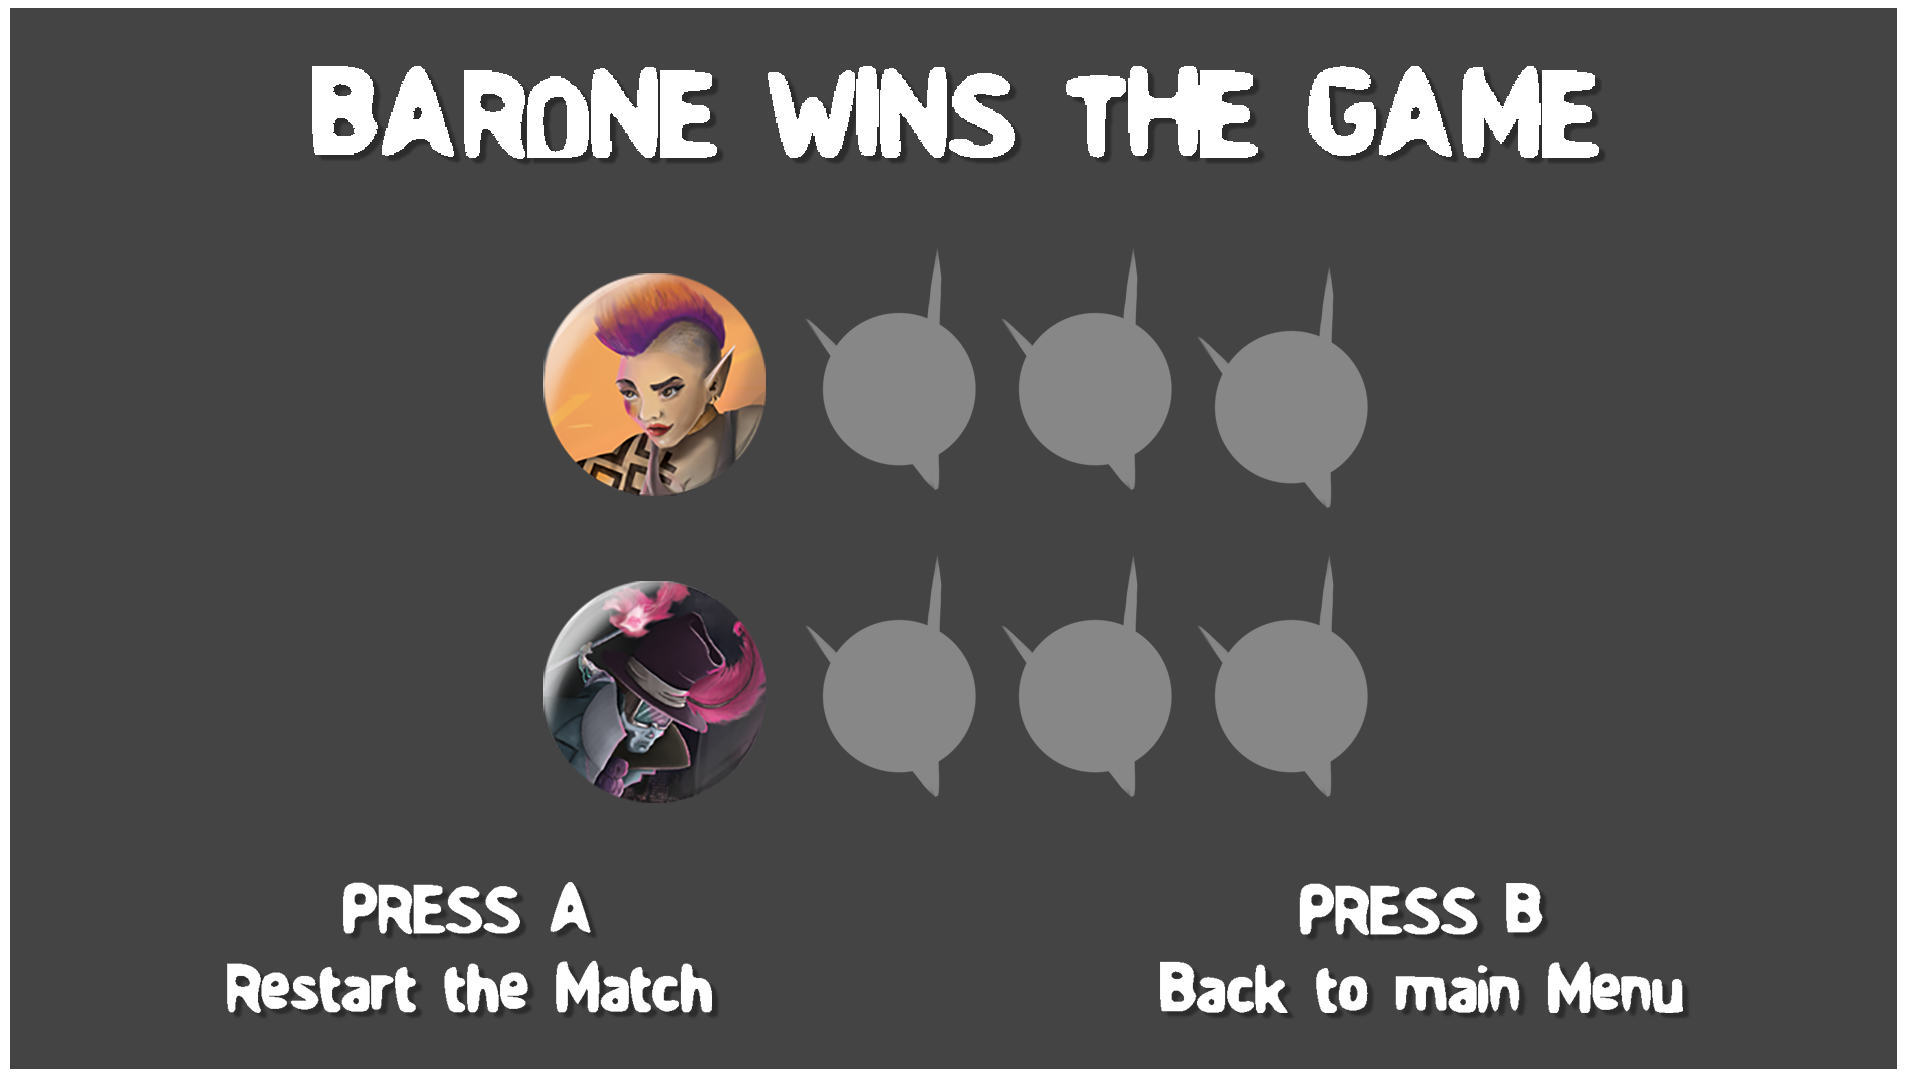 BARONE WINS THE GAME
PRESS A
Restart the Match
PRESS B
Back to main Menu